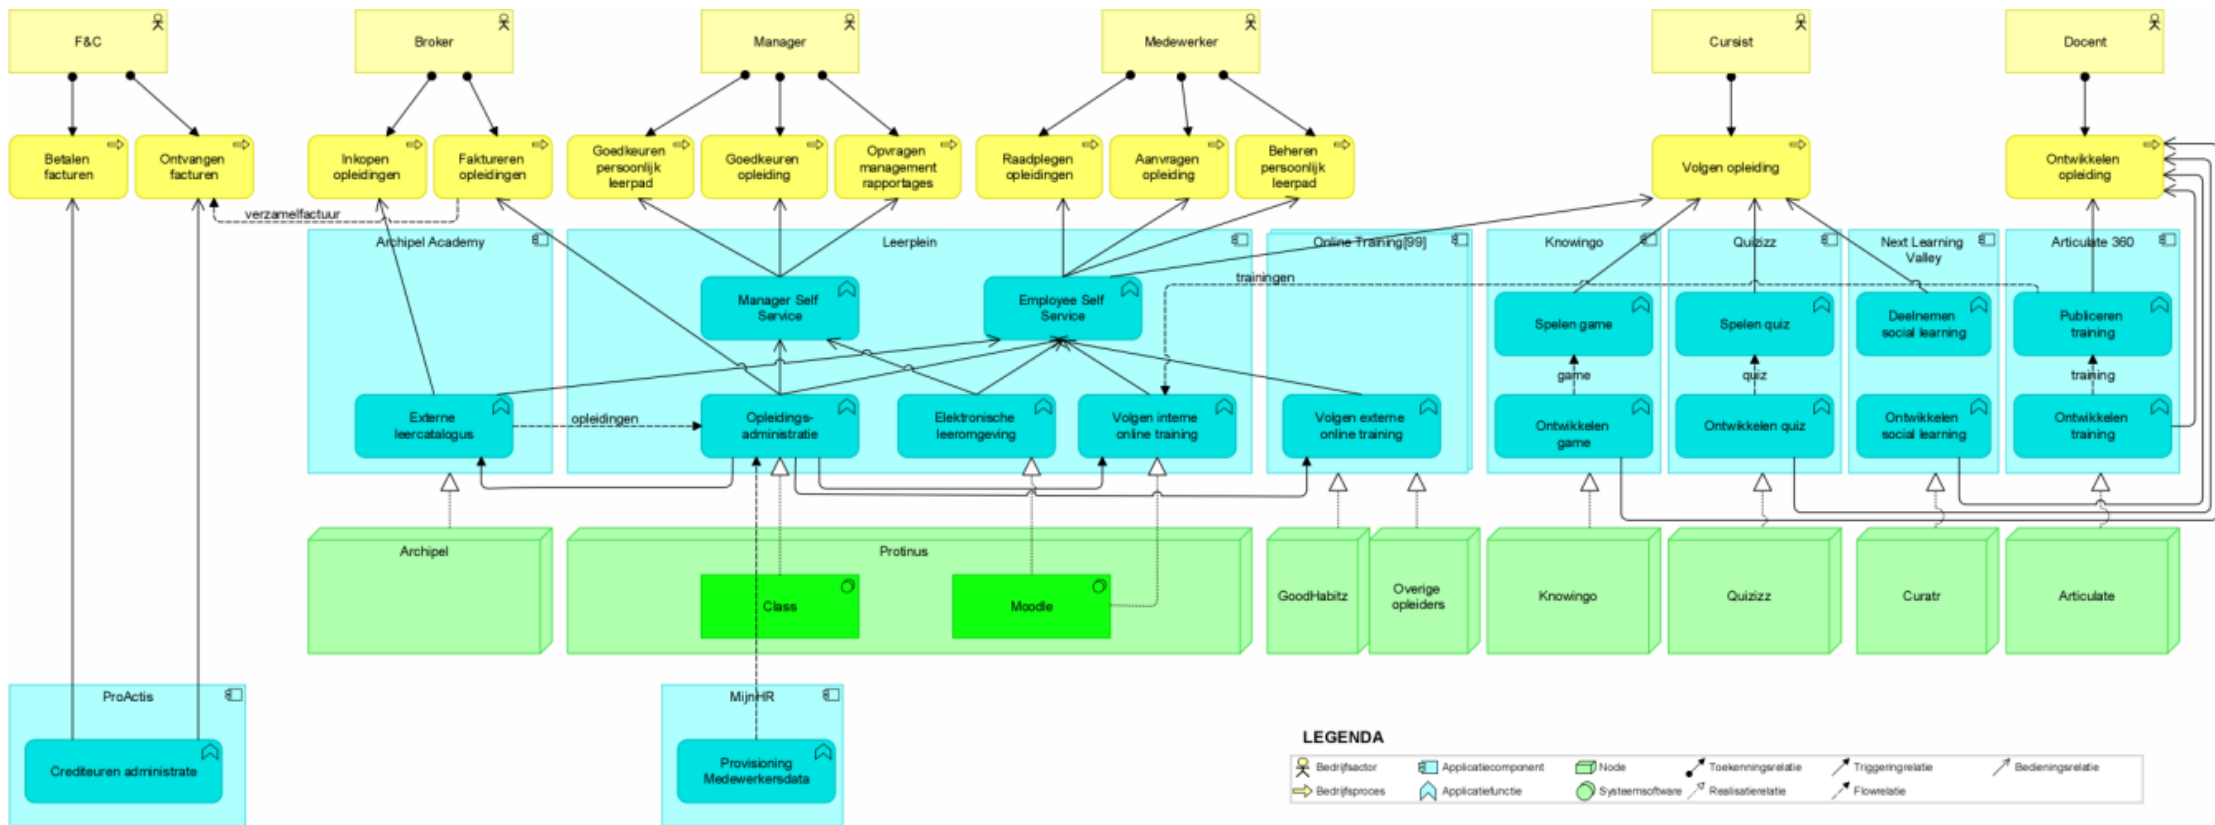 F&C
Broker
Manager
Medewerker
Cursist
Docent
Betalen
facturen
Ontvangen
facturen
Inkopen
opleidingen
Faktureren
opleidingen
Goedkeuren
persoonlijk
leerpad
Goedkeuren
opleiding
Opvragen
management
rapportages
Raadplegen
opleidingen
Aanvragen
opleiding
Beheren
persoonlijk
leerpad
Volgen opleiding
Ontwikkelen
opleiding
verzamelfactuur
Archipel Academy
Leerplein
Online Training[99]
Knowingo
Quizizz
Next Learning
Valley
Articulate 360
trainingen
Manager Self
Service
Employee Self
Service
Spelen game
Spelen quiz
Deelnemen
social learning
Publiceren
training
game
quiz
training
Externe
leercatalogus
opleidingen
Opleidings-
administratie
Elektronische
leeromgeving
Volgen interne
online training
Volgen externe
online training
Ontwikkelen
game
Ontwikkelen quiz
Ontwikkelen
social learning
Ontwikkelen
training
Archipel
Protinus
Class
Moodle
GoodHabitz
Overige
opleiders
Knowingo
Quizizz
Curatr
Articulate
ProActis
Crediteuren administrate
MijnHR
Provisioning
Medewerkersdata
LEGENDA
Bedrijfsactor
Applicatiecomponent
Node
Toekenningsrelatie
Triggeringrelatie
Bedieningsrelatie
Bedrijfsproces
Applicatiefunctie
Systeemsoftware
Realisatierelatie
Flowrelatie